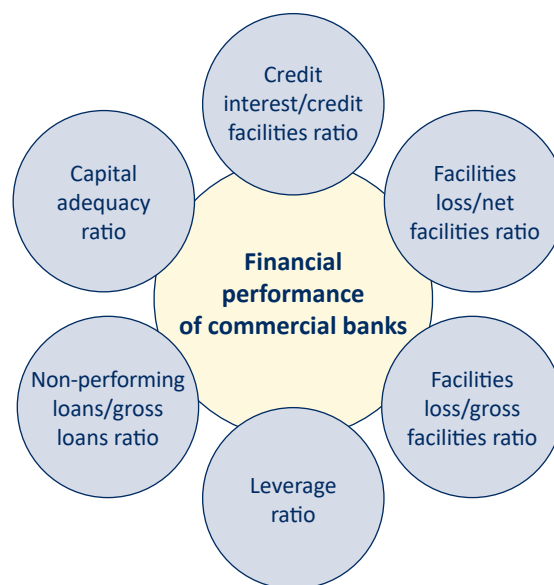 Credit
interest/credit
facilities ratio
Capital
adequacy
ratio
Facilities
loss/net
facilities ratio
Financial
performance
of commercial banks
Non-performing
loans/gross
loans ratio
Facilities
loss/gross
facilities ratio
Leverage
ratio